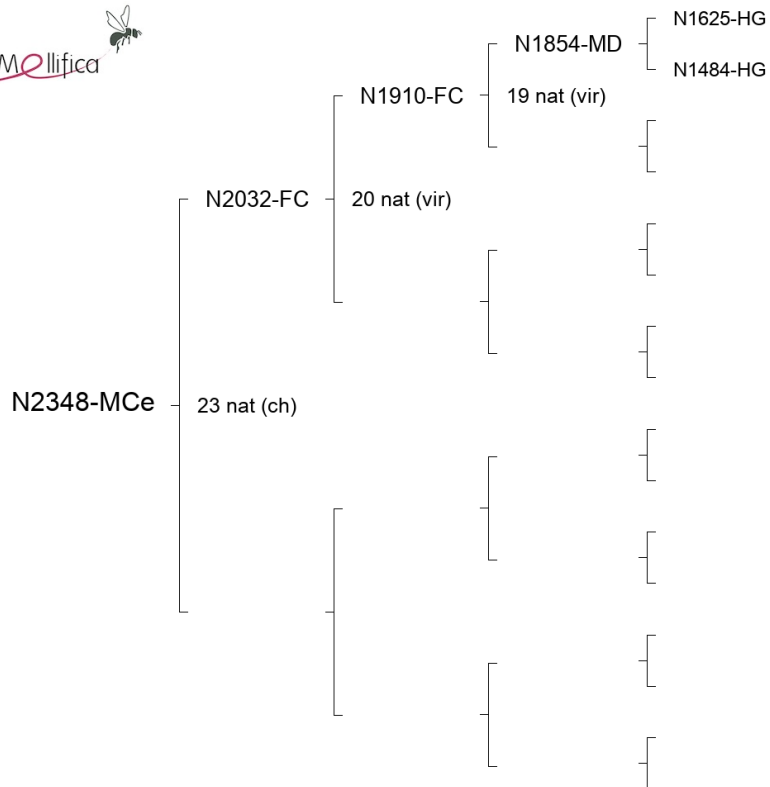 Mellifica
N1625-HG
N1854-MD
N1484-HG
N1910-FC
19 nat (vir)
N2032-FC
20 nat (vir)
N2348-MCe
23 nat (ch)